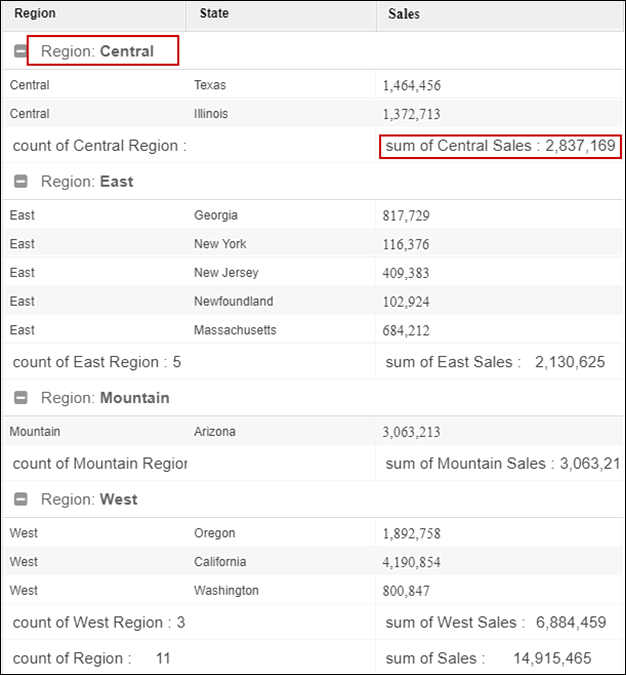 Region State Sales
Region: Central
Central Texas 1,464,456
Central Illinois 1,372,713
count of Central Region : sum of Central Sales : 2,837,169
Region: East
East Georgia 817,729
East New York 116,376
East New Jersey 409,383
East Newfoundland 102,924
East Massachusetts 684,212
count of East Region : 5 sum of East Sales : 2,130,625
Region: Mountain
Mountain Arizona 3,063,213
count of Mountain Region sum of Mountain Sales : 3,063,21
Region: West
West Oregon 1,892,758
West California 4,190,854
West Washington 800,847
count of West Region : 3 sum of West Sales : 6,884,459
count of Region : 11 sum of Sales : 14,915,465